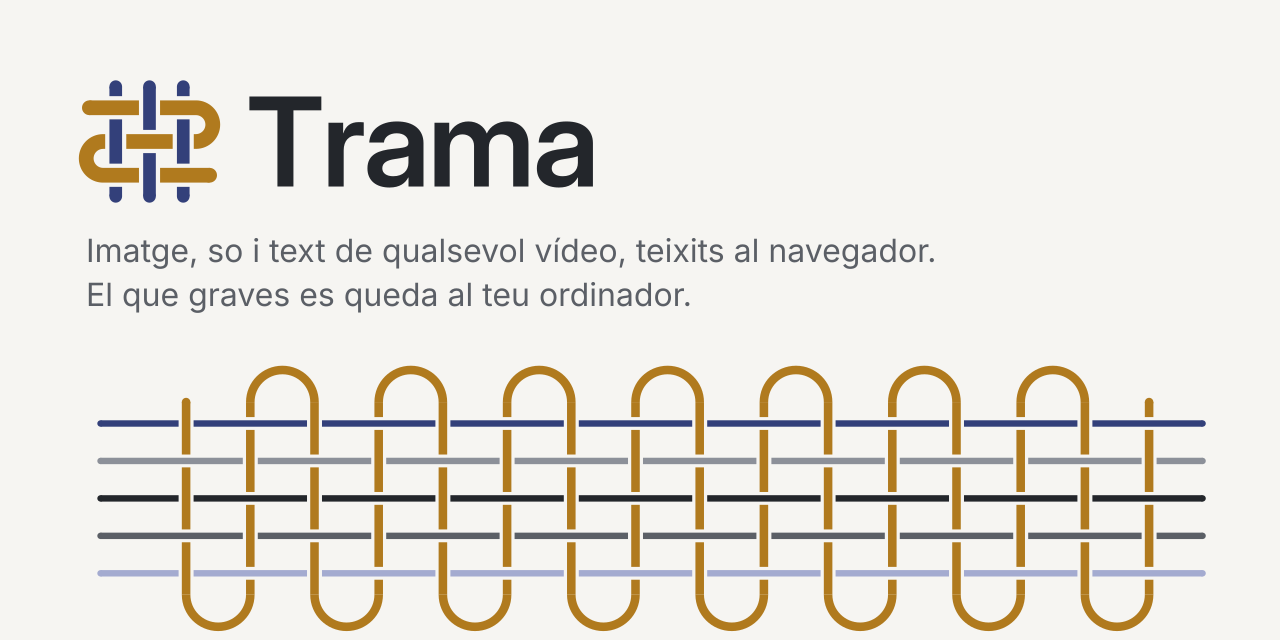 Trama
Imatge, so i text de qualsevol vídeo, teixits al navegador.
El que graves es queda al teu ordinador.